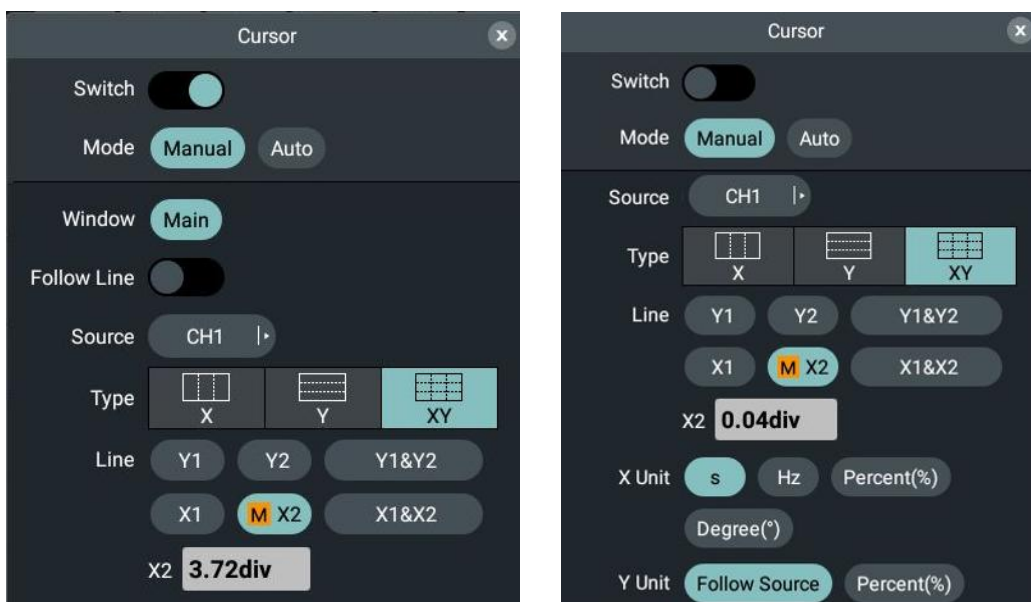 Cursor
x
Switch
Mode Manual Auto
Window Main
Follow Line
Source CH1
Type X Y XY
Line Y1 Y2 Y1&Y2
X1 M X2 X1&X2
X2 3.72div
Cursor
x
Switch
Mode Manual Auto
Source CH1
Type X Y XY
Line Y1 Y2 Y1&Y2
X1 M X2 X1&X2
X2 0.04div
X Unit s Hz Percent(%)
Degree(°)
Y Unit Follow Source Percent(%)